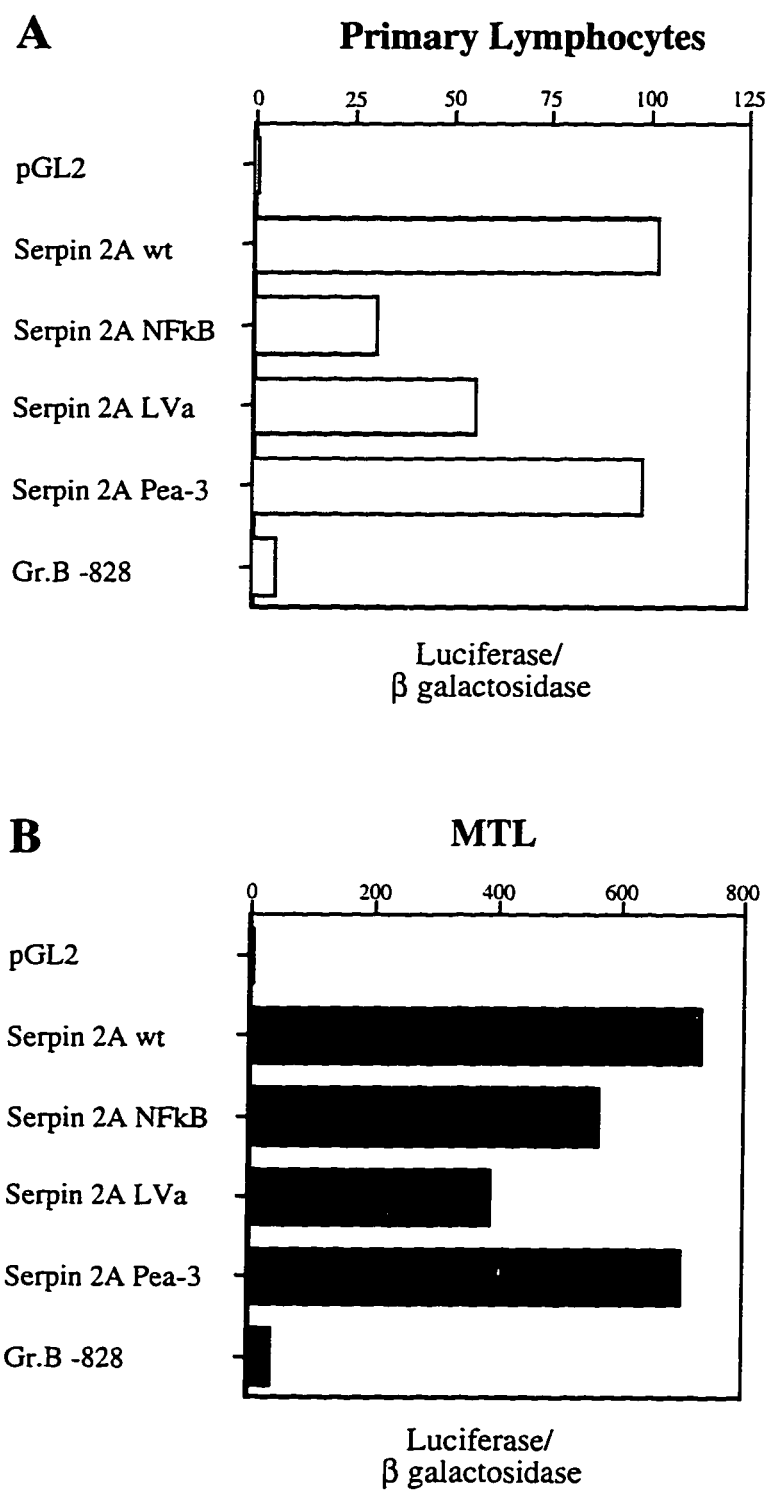 A
Primary Lymphocytes
0 25 50 75 100 125
pGL2
Serpin 2A wt
Serpin 2A NFkB
Serpin 2A LVa
Serpin 2A Pea-3
Gr.B -828
Luciferase/
β galactosidase
B
MTL
0 200 400 600 800
pGL2
Serpin 2A wt
Serpin 2A NFkB
Serpin 2A LVa
Serpin 2A Pea-3
Gr.B -828
Luciferase/
β galactosidase